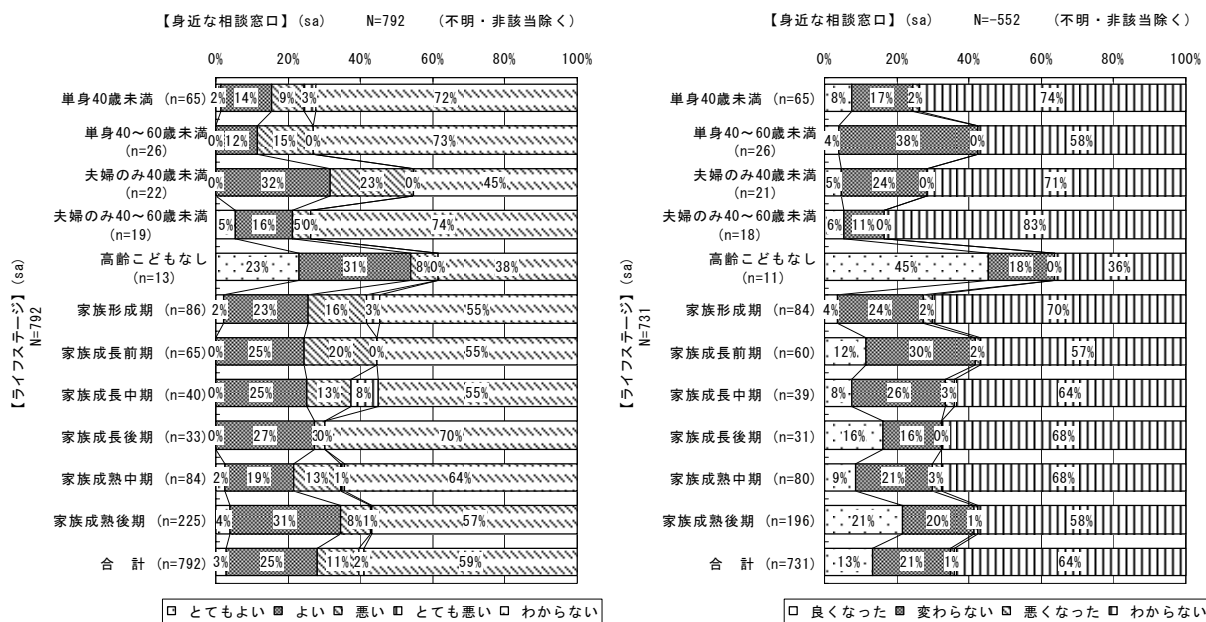 【身近な相談窓口】(sa) N=792 (不明・非該当除く)
0% 20% 40% 60% 80% 100%
単身40歳未満 (n=65) 2% 14% 9% 3% 72%
単身40~60歳未満
(n=26) 0% 12% 15% 0% 73%
夫婦のみ40歳未満
(n=22) 0% 32% 23% 0% 45%
夫婦のみ40~60歳未満
(n=19) 5% 16% 5% 0% 74%
高齢こどもなし
(n=13) 23% 31% 8% 0% 38%
家族形成期 (n=86) 2% 23% 16% 3% 55%
家族成長前期 (n=65) 0% 25% 20% 0% 55%
家族成長中期 (n=40) 0% 25% 13% 8% 55%
家族成長後期 (n=33) 0% 27% 3 0% 70%
家族成熟中期 (n=84) 2% 19% 13% 1% 64%
家族成熟後期 (n=225) 4% 31% 8% 1% 57%
合 計 (n=792) 3% 25% 11% 2% 59%
【ライフステージ】(sa)
N=792
とてもよい よい 悪い とても悪い わからない
【身近な相談窓口】(sa) N=-552 (不明・非該当除く)
0% 20% 40% 60% 80% 100%
単身40歳未満 (n=65) 8% 17% 2% 74%
単身40~60歳未満
(n=26) 4% 38% 0% 58%
夫婦のみ40歳未満
(n=21) 5% 24% 0% 71%
夫婦のみ40~60歳未満
(n=18) 6% 11% 0% 83%
高齢こどもなし
(n=11) 45% 18% 0% 36%
家族形成期 (n=84) 4% 24% 2% 70%
家族成長前期 (n=60) 12% 30% 2% 57%
家族成長中期 (n=39) 8% 26% 3% 64%
家族成長後期 (n=31) 16% 16% 0% 68%
家族成熟中期 (n=80) 9% 21% 3% 68%
家族成熟後期 (n=196) 21% 20% 1% 58%
合 計 (n=731) 13% 21% 1% 64%
【ライフステージ】(sa)
N=731
良くなった 変わらない 悪くなった わからない